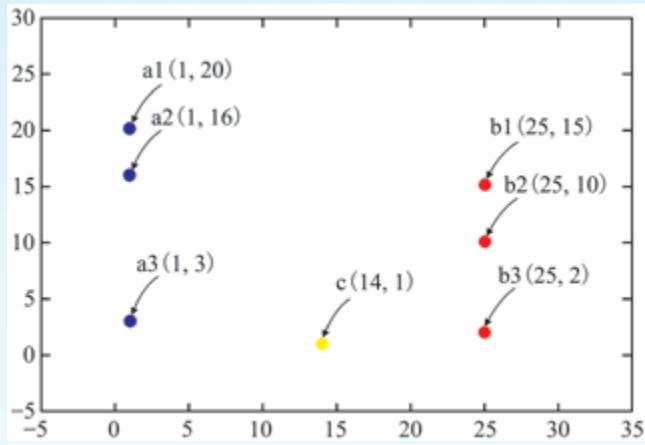 30
25
20
15
10
5
0
−5
a1(1, 20)
a2(1, 16)
a3(1, 3)
c(14, 1)
b1(25, 15)
b2(25, 10)
b3(25, 2)
−5 0 5 10 15 20 25 30 35